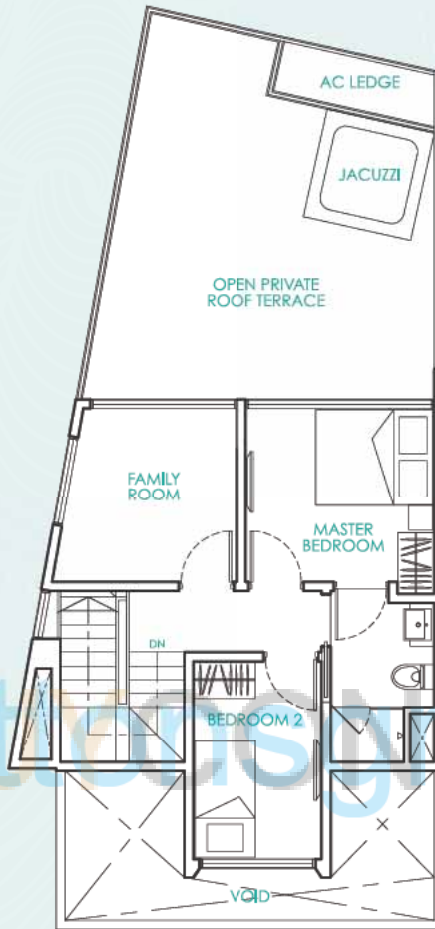 AC LEDGE
JACUZZI
OPEN PRIVATE
ROOF TERRACE
FAMILY
ROOM
MASTER
BEDROOM
DN
BEDROOM 2
VOID